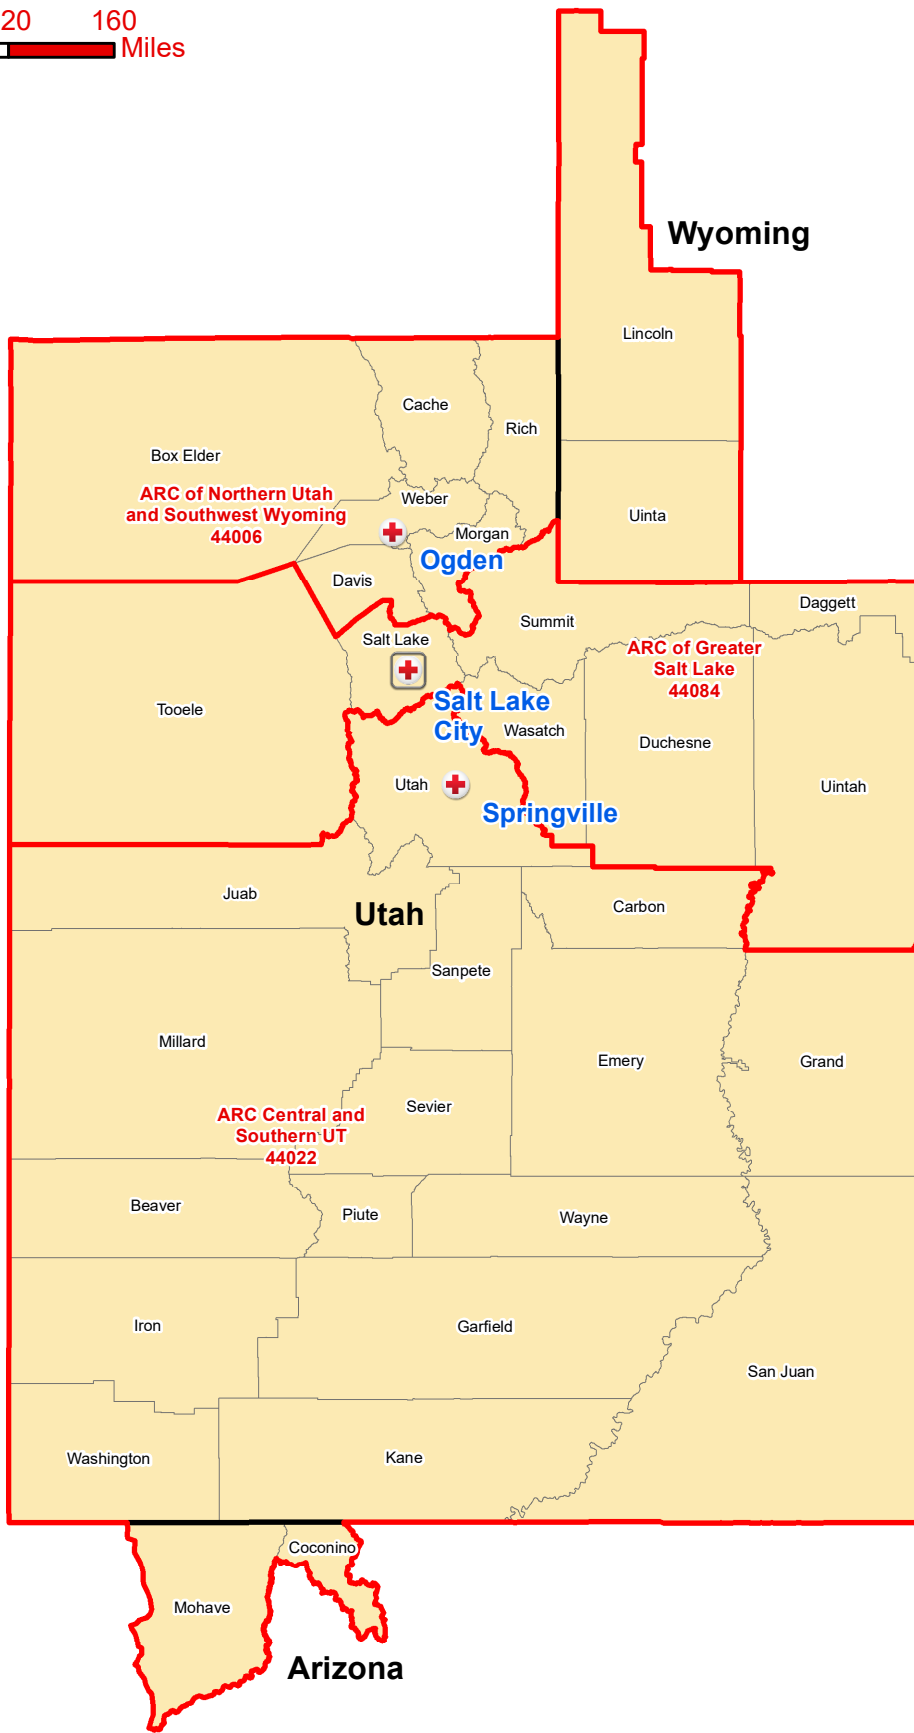 20 160
Miles
Wyoming
Lincoln
Cache
Rich
Box Elder
ARC of Northern Utah
and Southwest Wyoming
44006
Weber
Uinta
Morgan
Ogden
Davis
Daggett
Summit
Salt Lake
ARC of Greater
Salt Lake
44084
Salt Lake
City
Tooele
Wasatch
Duchesne
Utah
Uintah
Springville
Juab
Utah
Carbon
Sanpete
Millard
Emery
Grand
Sevier
ARC Central and
Southern UT
44022
Beaver
Piute
Wayne
Iron
Garfield
San Juan
Washington
Kane
Coconino
Mohave
Arizona